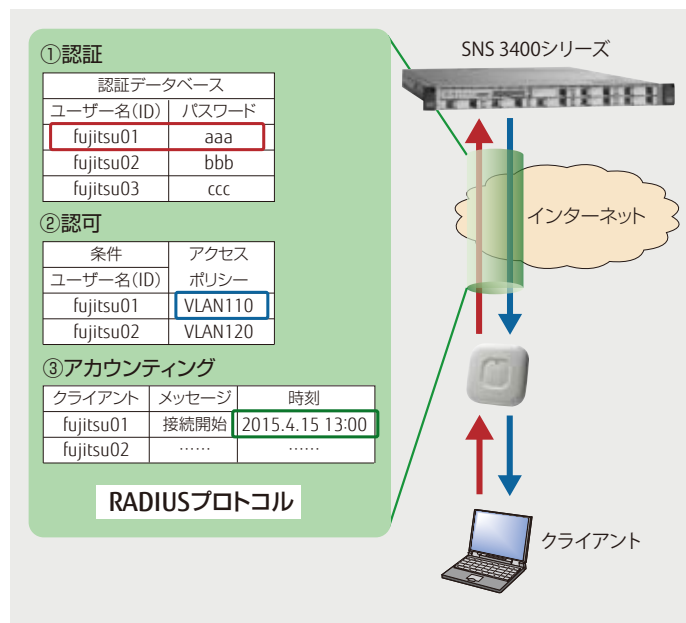 ①認証
認証データベース
ユーザー名(ID) パスワード
fujitsu01 aaa
fujitsu02 bbb
fujitsu03 ccc
②認可
条件 アクセス
ユーザー名(ID) ポリシー
fujitsu01 VLAN110
fujitsu02 VLAN120
③アカウンティング
クライアント メッセージ 時刻
fujitsu01 接続開始 2015.4.15 13:00
fujitsu02 …… ……
RADIUSプロトコル
SNS 3400シリーズ
インターネット
クライアント